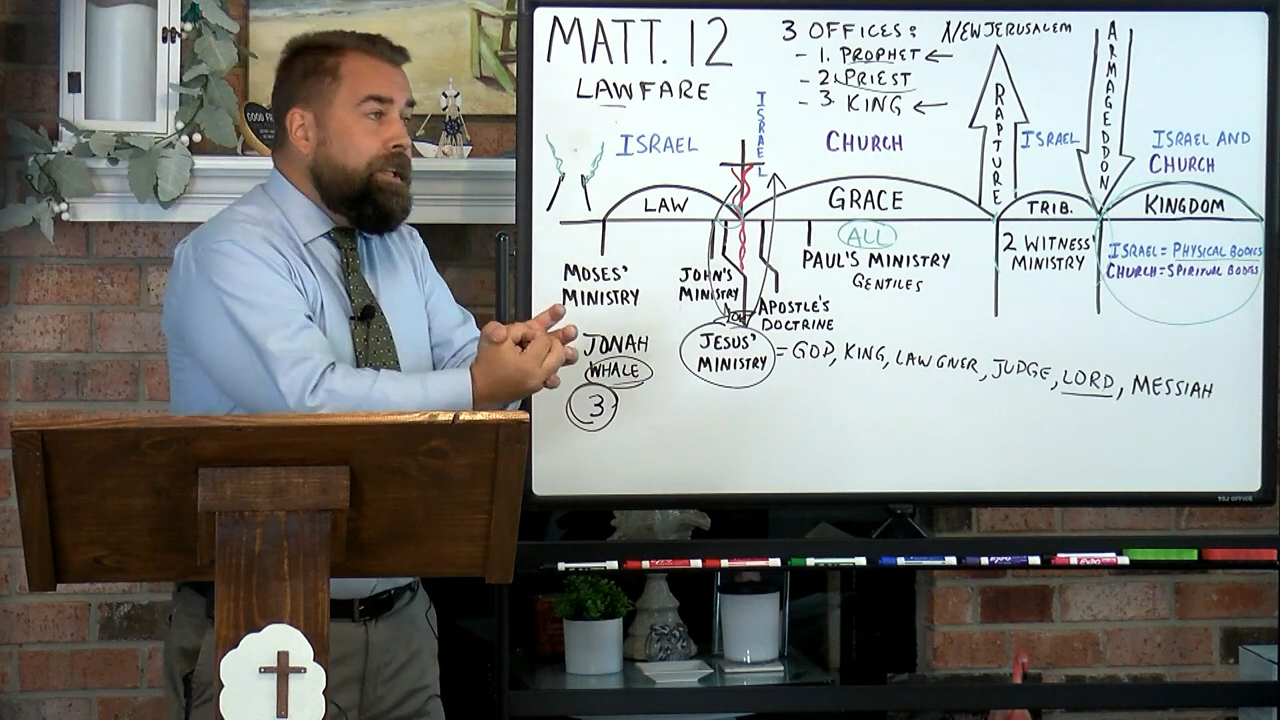 MATT. 12
LAWFARE
3 OFFICES:
- 1. PROPHET ←
- 2. PRIEST
- 3. KING ←
NEW JERUSALEM
ARMAGEDDON
RAPTURE
ISRAEL
ISRAEL
CHURCH
ISRAEL
ISRAEL AND
CHURCH
LAW
GRACE
TRIB.
KINGDOM
ALL
MOSES'
MINISTRY
JOHN'S
MINISTRY
APOSTLE'S
DOCTRINE
PAUL'S MINISTRY
GENTILES
2 WITNESS'
MINISTRY
ISRAEL = PHYSICAL BODIES
CHURCH = SPIRITUAL BODIES
JONAH
WHALE
3
JESUS'
MINISTRY
= GOD, KING, LAWGNER, JUDGE, LORD, MESSIAH